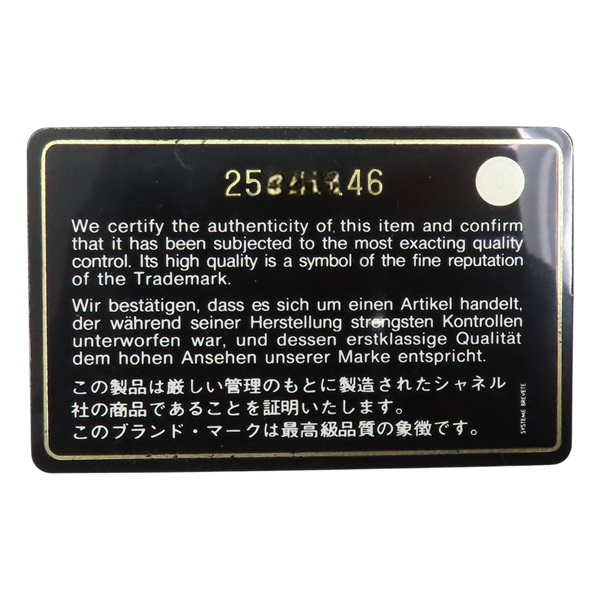 We certify the authenticity of this item and confirm
that it has been subjected to the most exacting quality
control. Its high quality is a symbol of the fine reputation
of the Trademark.
Wir bestätigen, dass es sich um einen Artikel handelt,
der während seiner Herstellung strengsten Kontrollen
unterworfen war, und dessen erstklassige Qualität
dem hohen Ansehen unserer Marke entspricht.
この製品は厳しい管理のもとに製造されたシャネル
社の商品であることを証明いたします。
このブランド・マークは最高級品質の象徴です。
SYSTEME BREVETE